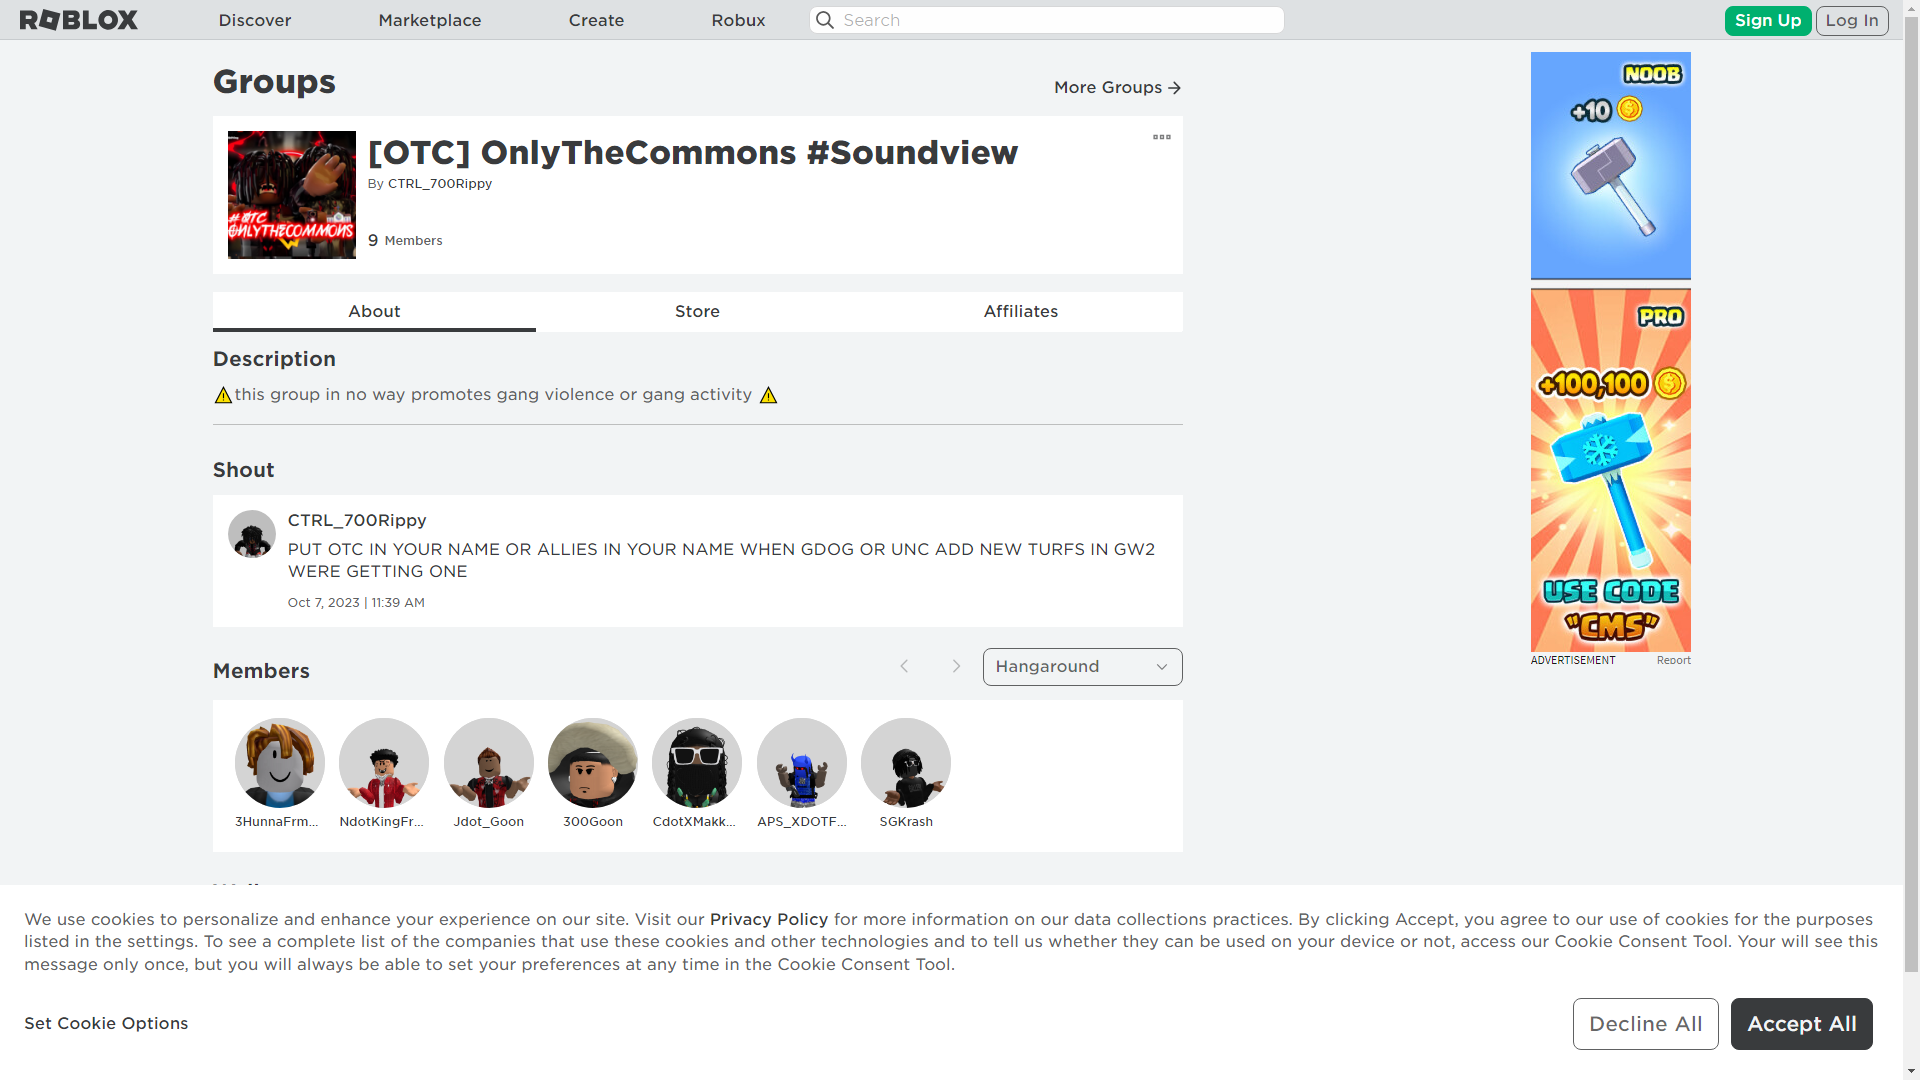 ROBLOX
Discover
Marketplace
Create
Robux
Search
Sign Up
Log In
Groups
More Groups
[OTC] OnlyTheCommons #Soundview
By CTRL_700Rippy
9 Members
#OTC
ONLYTHECOMMONS
About
Store
Affiliates
Description
⚠this group in no way promotes gang violence or gang activity ⚠
Shout
CTRL_700Rippy
PUT OTC IN YOUR NAME OR ALLIES IN YOUR NAME WHEN GDOG OR UNC ADD NEW TURFS IN GW2
WERE GETTING ONE
Oct 7, 2023 | 11:39 AM
Members
Hangaround
3HunnaFrm...
NdotKingFr...
Jdot_Goon
300Goon
CdotXMakk...
APS_XDOTF...
SGKrash
NOOB
+10
PRO
+100,100
USE CODE
"CMS"
ADVERTISEMENT
Report
We use cookies to personalize and enhance your experience on our site. Visit our Privacy Policy for more information on our data collections practices. By clicking Accept, you agree to our use of cookies for the purposes
listed in the settings. To see a complete list of the companies that use these cookies and other technologies and to tell us whether they can be used on your device or not, access our Cookie Consent Tool. Your will see this
message only once, but you will always be able to set your preferences at any time in the Cookie Consent Tool.
Set Cookie Options
Decline All
Accept All